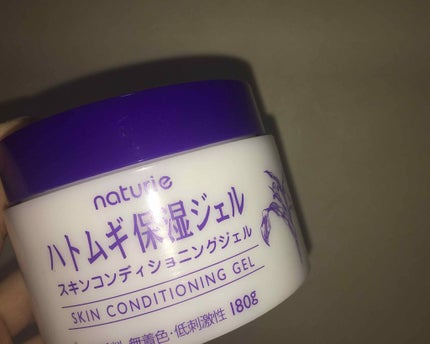 naturie
ハトムギ保湿ジェル
スキンコンディショニングジェル
SKIN CONDITIONING GEL
無着色・低刺激性 180g